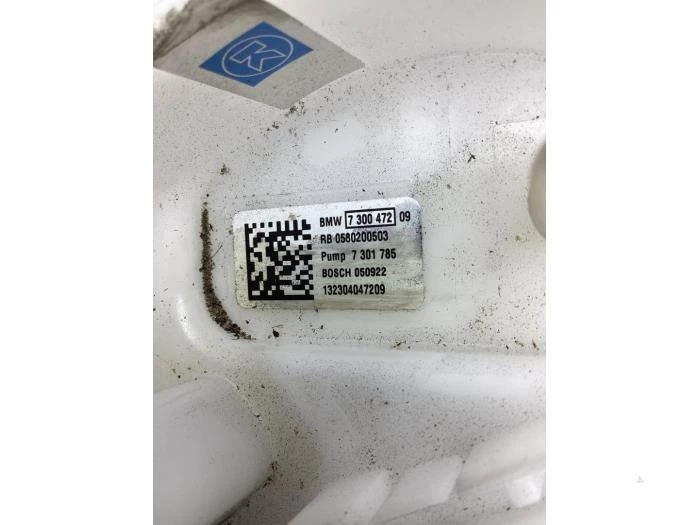 K
BMW 7 300 472 09
RB 0580200503
Pump 7 301 785
BOSCH 050922
132304047209